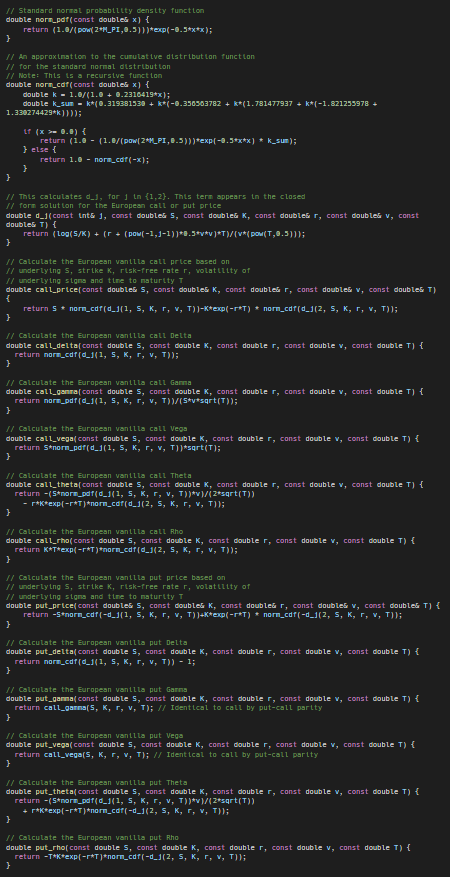 // Standard normal probability density function
double norm_pdf(const double& x) {
    return (1.0/(pow(2*M_PI,0.5)))*exp(-0.5*x*x);
}

// An approximation to the cumulative distribution function
// for the standard normal distribution
// Note: This is a recursive function
double norm_cdf(const double& x) {
    double k = 1.0/(1.0 + 0.2316419*x);
    double k_sum = k*(0.319381530 + k*(-0.356563782 + k*(1.781477937 + k*(-1.821255978 +
1.330274429*k))));

    if (x >= 0.0) {
        return (1.0 - (1.0/(pow(2*M_PI,0.5)))*exp(-0.5*x*x) * k_sum);
    } else {
        return 1.0 - norm_cdf(-x);
    }
}

// This calculates d_j, for j in {1,2}. This term appears in the closed
// form solution for the European call or put price
double d_j(const int& j, const double& S, const double& K, const double& r, const double& v, const
double& T) {
    return (log(S/K) + (r + (pow(-1,j-1))*0.5*v*v)*T)/(v*(pow(T,0.5)));
}

// Calculate the European vanilla call price based on
// underlying S, strike K, risk-free rate r, volatility of
// underlying sigma and time to maturity T
double call_price(const double& S, const double& K, const double& r, const double& v, const double& T)
{
    return S * norm_cdf(d_j(1, S, K, r, v, T))-K*exp(-r*T) * norm_cdf(d_j(2, S, K, r, v, T));
}

// Calculate the European vanilla call Delta
double call_delta(const double S, const double K, const double r, const double v, const double T) {
  return norm_cdf(d_j(1, S, K, r, v, T));
}

// Calculate the European vanilla call Gamma
double call_gamma(const double S, const double K, const double r, const double v, const double T) {
  return norm_pdf(d_j(1, S, K, r, v, T))/(S*v*sqrt(T));
}

// Calculate the European vanilla call Vega
double call_vega(const double S, const double K, const double r, const double v, const double T) {
  return S*norm_pdf(d_j(1, S, K, r, v, T))*sqrt(T);
}

// Calculate the European vanilla call Theta
double call_theta(const double S, const double K, const double r, const double v, const double T) {
  return -(S*norm_pdf(d_j(1, S, K, r, v, T))*v)/(2*sqrt(T))
    - r*K*exp(-r*T)*norm_cdf(d_j(2, S, K, r, v, T));
}

// Calculate the European vanilla call Rho
double call_rho(const double S, const double K, const double r, const double v, const double T) {
  return K*T*exp(-r*T)*norm_cdf(d_j(2, S, K, r, v, T));
}

// Calculate the European vanilla put price based on
// underlying S, strike K, risk-free rate r, volatility of
// underlying sigma and time to maturity T
double put_price(const double& S, const double& K, const double& r, const double& v, const double& T) {
    return -S*norm_cdf(-d_j(1, S, K, r, v, T))+K*exp(-r*T) * norm_cdf(-d_j(2, S, K, r, v, T));
}

// Calculate the European vanilla put Delta
double put_delta(const double S, const double K, const double r, const double v, const double T) {
  return norm_cdf(d_j(1, S, K, r, v, T)) - 1;
}

// Calculate the European vanilla put Gamma
double put_gamma(const double S, const double K, const double r, const double v, const double T) {
  return call_gamma(S, K, r, v, T); // Identical to call by put-call parity
}

// Calculate the European vanilla put Vega
double put_vega(const double S, const double K, const double r, const double v, const double T) {
  return call_vega(S, K, r, v, T); // Identical to call by put-call parity
}

// Calculate the European vanilla put Theta
double put_theta(const double S, const double K, const double r, const double v, const double T) {
  return -(S*norm_pdf(d_j(1, S, K, r, v, T))*v)/(2*sqrt(T))
    + r*K*exp(-r*T)*norm_cdf(-d_j(2, S, K, r, v, T));
}

// Calculate the European vanilla put Rho
double put_rho(const double S, const double K, const double r, const double v, const double T) {
  return -T*K*exp(-r*T)*norm_cdf(-d_j(2, S, K, r, v, T));
}